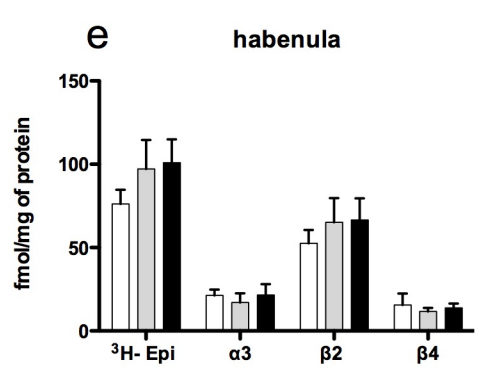 e
habenula
fmol/mg of protein
150
100
50
0
³H- Epi
α3
β2
β4